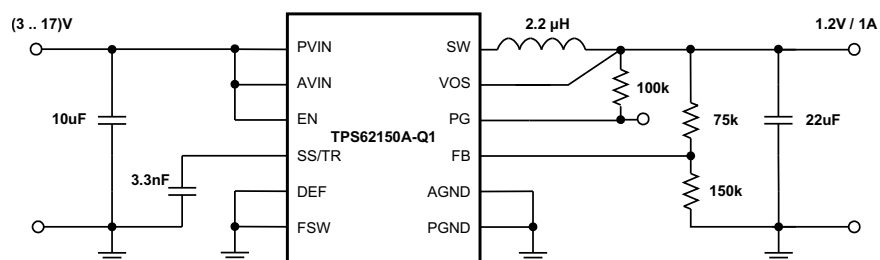 (3 .. 17)V
2.2 µH
1.2V / 1A
PVIN
SW
AVIN
VOS
100k
10uF
EN
PG
75k
22uF
TPS62150A-Q1
SS/TR
FB
3.3nF
DEF
AGND
150k
FSW
PGND